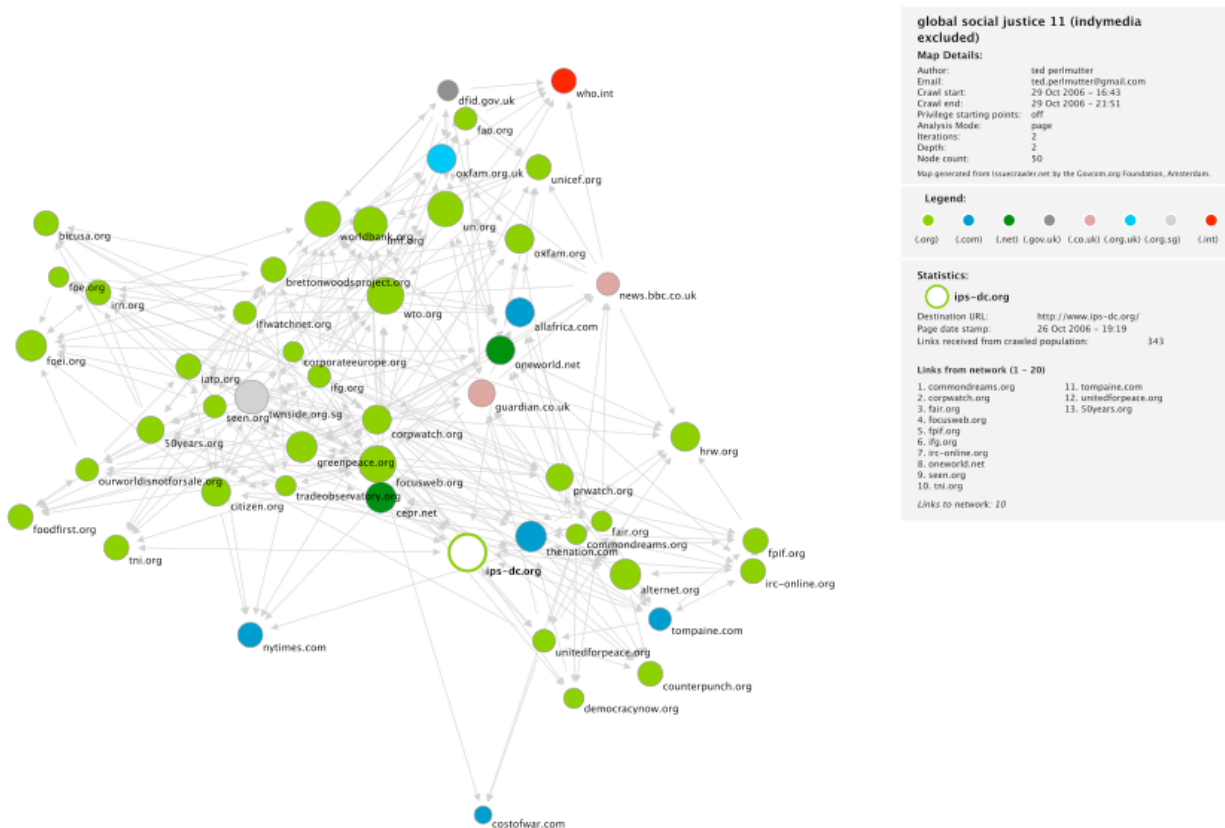 global social justice 11 (indymedia
excluded)
Map Details:
Author: ted perlmutter
Email: ted.perlmutter@gmail.com
Crawl start: 29 Oct 2006 - 16:43
Crawl end: 29 Oct 2006 - 21:51
Privilege starting points: off
Analysis Mode: page
Iterations: 2
Depth: 2
Node count: 50
Map generated from Issuecrawler.net by the Govcom.org Foundation, Amsterdam.
Legend:
(.org) (.com) (.net) (.gov.uk) (.co.uk) (.org.uk) (.org.sg) (.int)
Statistics:
ips-dc.org
Destination URL: http://www.ips-dc.org/
Page date stamp: 26 Oct 2006 - 19:19
Links received from crawled population: 343
Links from network (1 - 20)
1. commondreams.org 11. tompaine.com
2. corpwatch.org 12. unitedforpeace.org
3. fair.org 13. 50years.org
4. focusweb.org
5. fpif.org
6. ifg.org
7. irc-online.org
8. oneworld.net
9. seen.org
10. tni.org
Links to network: 10
who.int
dfid.gov.uk
fao.org
oxfam.org.uk
unicef.org
un.org
worldbank.org
imf.org
bicusa.org
oxfam.org
brettonwoodsproject.org
foe.org
irn.org
news.bbc.co.uk
wto.org
ifiwatchnet.org
allafrica.com
fqei.org
corporateeurope.org
oneworld.net
iatp.org
ifg.org
guardian.co.uk
seen.org
twnside.org.sg
corpwatch.org
50years.org
hrw.org
greenpeace.org
ourworldisnotforsale.org
focusweb.org
prwatch.org
tradeobservatory.org
citizen.org
cepr.net
foodfirst.org
fair.org
commondreams.org
thenation.com
fpif.org
tni.org
ips-dc.org
irc-online.org
alternet.org
tompaine.com
nytimes.com
unitedforpeace.org
counterpunch.org
democracynow.org
costofwar.com